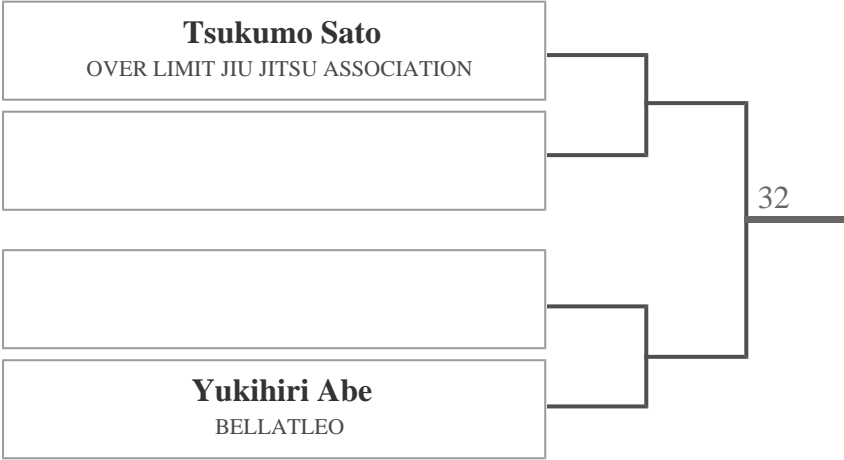 Tsukumo Sato
OVER LIMIT JIU JITSU ASSOCIATION
32
Yukihiri Abe
BELLATLEO